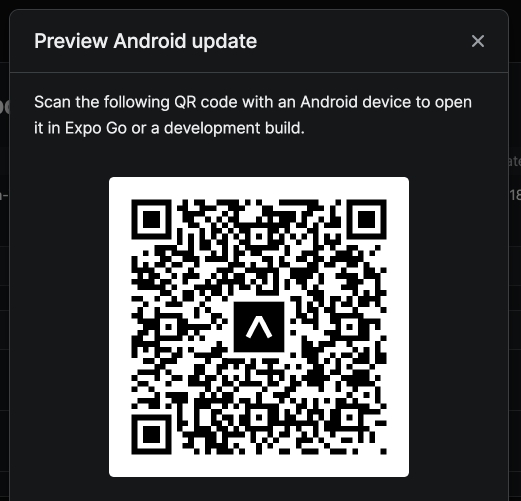 Preview Android update
Scan the following QR code with an Android device to open
it in Expo Go or a development build.